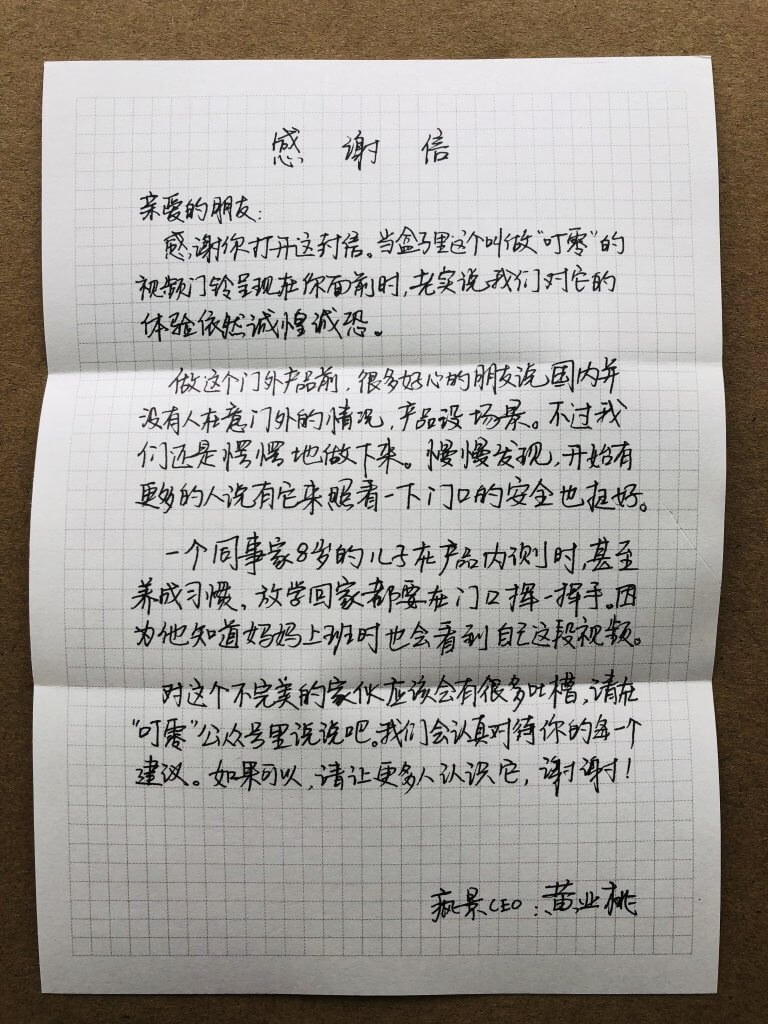 感谢信
亲爱的朋友:
感谢你打开这封信。当盒子里这个叫做“叮零”的
视频门铃呈现在你面前时,老实说我们对它的
体验依然诚惶诚恐。
做这个门外产品前,很多好心的朋友说国内并
没有人在意门外的情况,产品没场景。不过我
们还是愣愣地做下来。慢慢发现,开始有
更多的人说有它来照看一下门口的安全也挺好。
一个同事家8岁的儿子在产品内测时,甚至
养成习惯,放学回家都要在门口挥一挥手。因
为他知道妈妈上班时也会看到自己这段视频。
对这个不完美的家伙应该会有很多吐槽,请在
“叮零”公众号里说说吧。我们会认真对待你的每一个
建议。如果可以,请让更多人认识它,谢谢!
疯景CEO:黄业桃